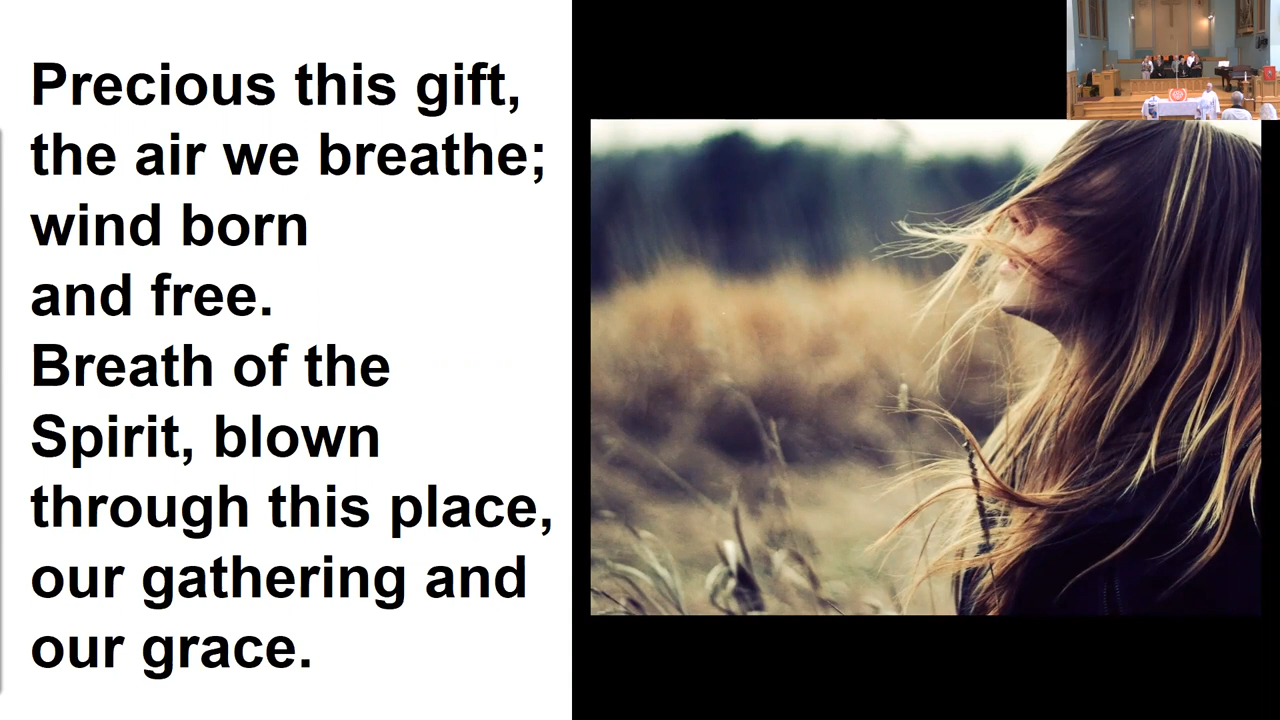 Precious this gift,
the air we breathe;
wind born
and free.
Breath of the
Spirit, blown
through this place,
our gathering and
our grace.